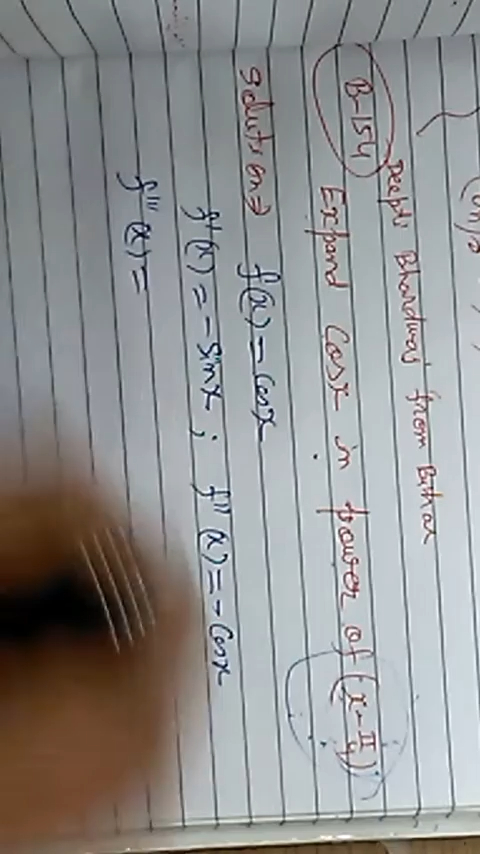 Deepti Bhardwaj from Bihar
B-154 Expand Cosx in power of (x-π/4)
Solution⇒ f(x) = Cosx
f'(x) = -Sinx ; f''(x) = -Cosx
f'''(x) =